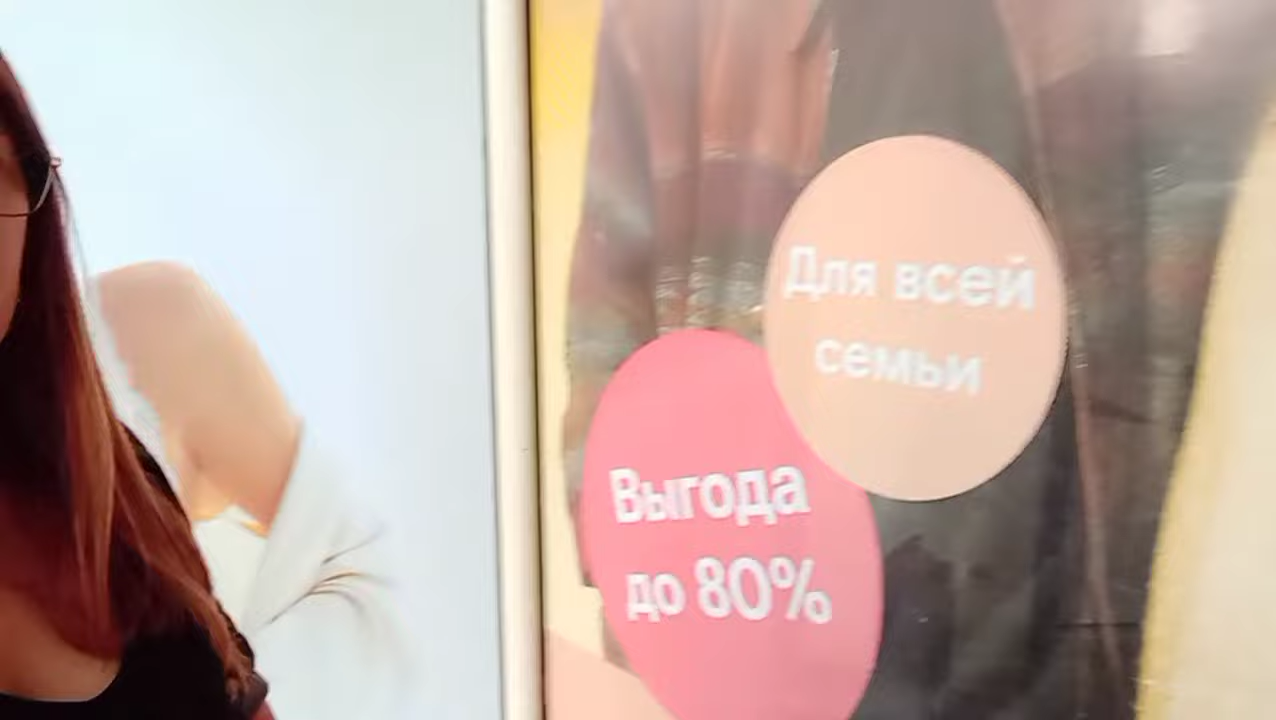 Для всей
семьи
Выгода
до 80%